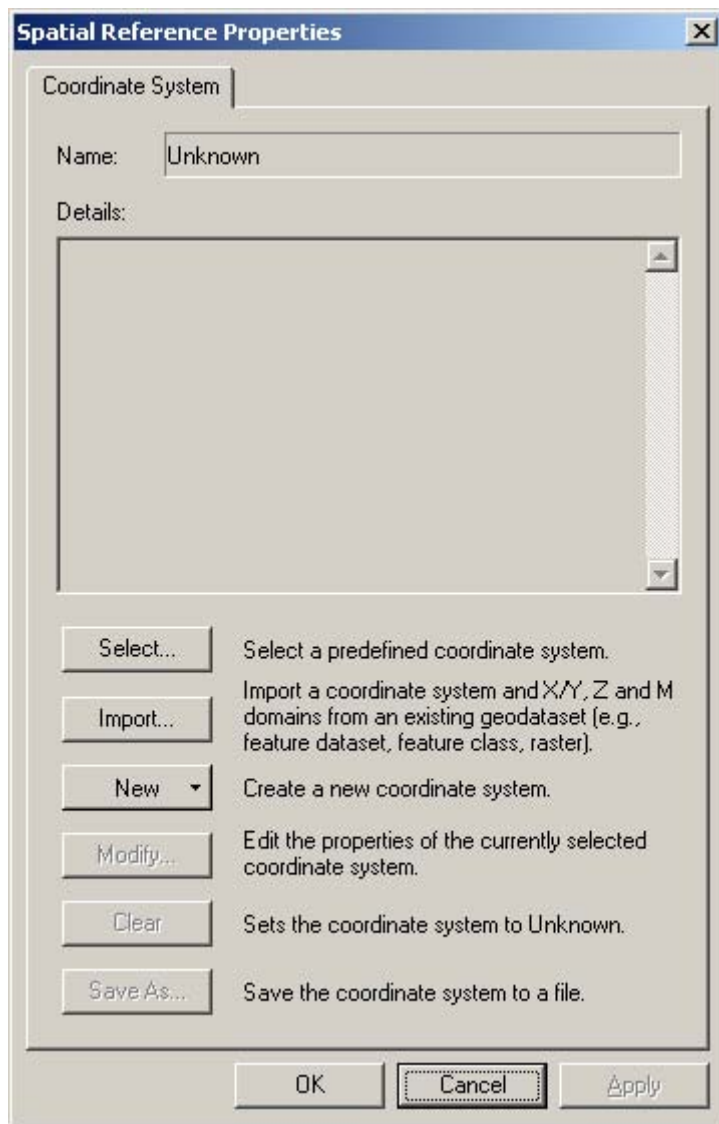 Spatial Reference Properties
Coordinate System
Name: Unknown
Details:
Select... Select a predefined coordinate system.
Import... Import a coordinate system and X/Y, Z and M
domains from an existing geodataset (e.g.,
feature dataset, feature class, raster).
New Create a new coordinate system.
Modify... Edit the properties of the currently selected
coordinate system.
Clear Sets the coordinate system to Unknown.
Save As... Save the coordinate system to a file.
OK Cancel Apply